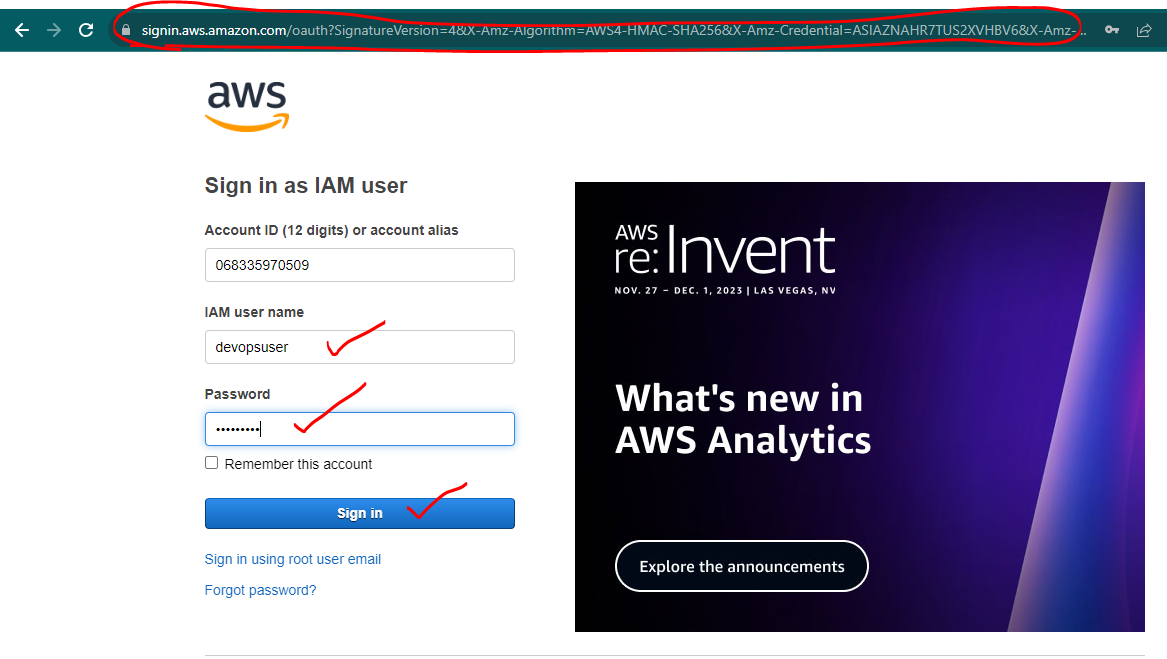 signin.aws.amazon.com/oauth?SignatureVersion=4&X-Amz-Algorithm=AWS4-HMAC-SHA256&X-Amz-Credential=ASIAZNAHR7TUS2XVHBV6&X-Amz-...
aws
Sign in as IAM user
Account ID (12 digits) or account alias
068335970509
IAM user name
devopsuser
Password
•••••••••
Remember this account
Sign in
Sign in using root user email
Forgot password?
AWS
re:Invent
NOV. 27 – DEC. 1, 2023 | LAS VEGAS, NV
What's new in
AWS Analytics
Explore the announcements